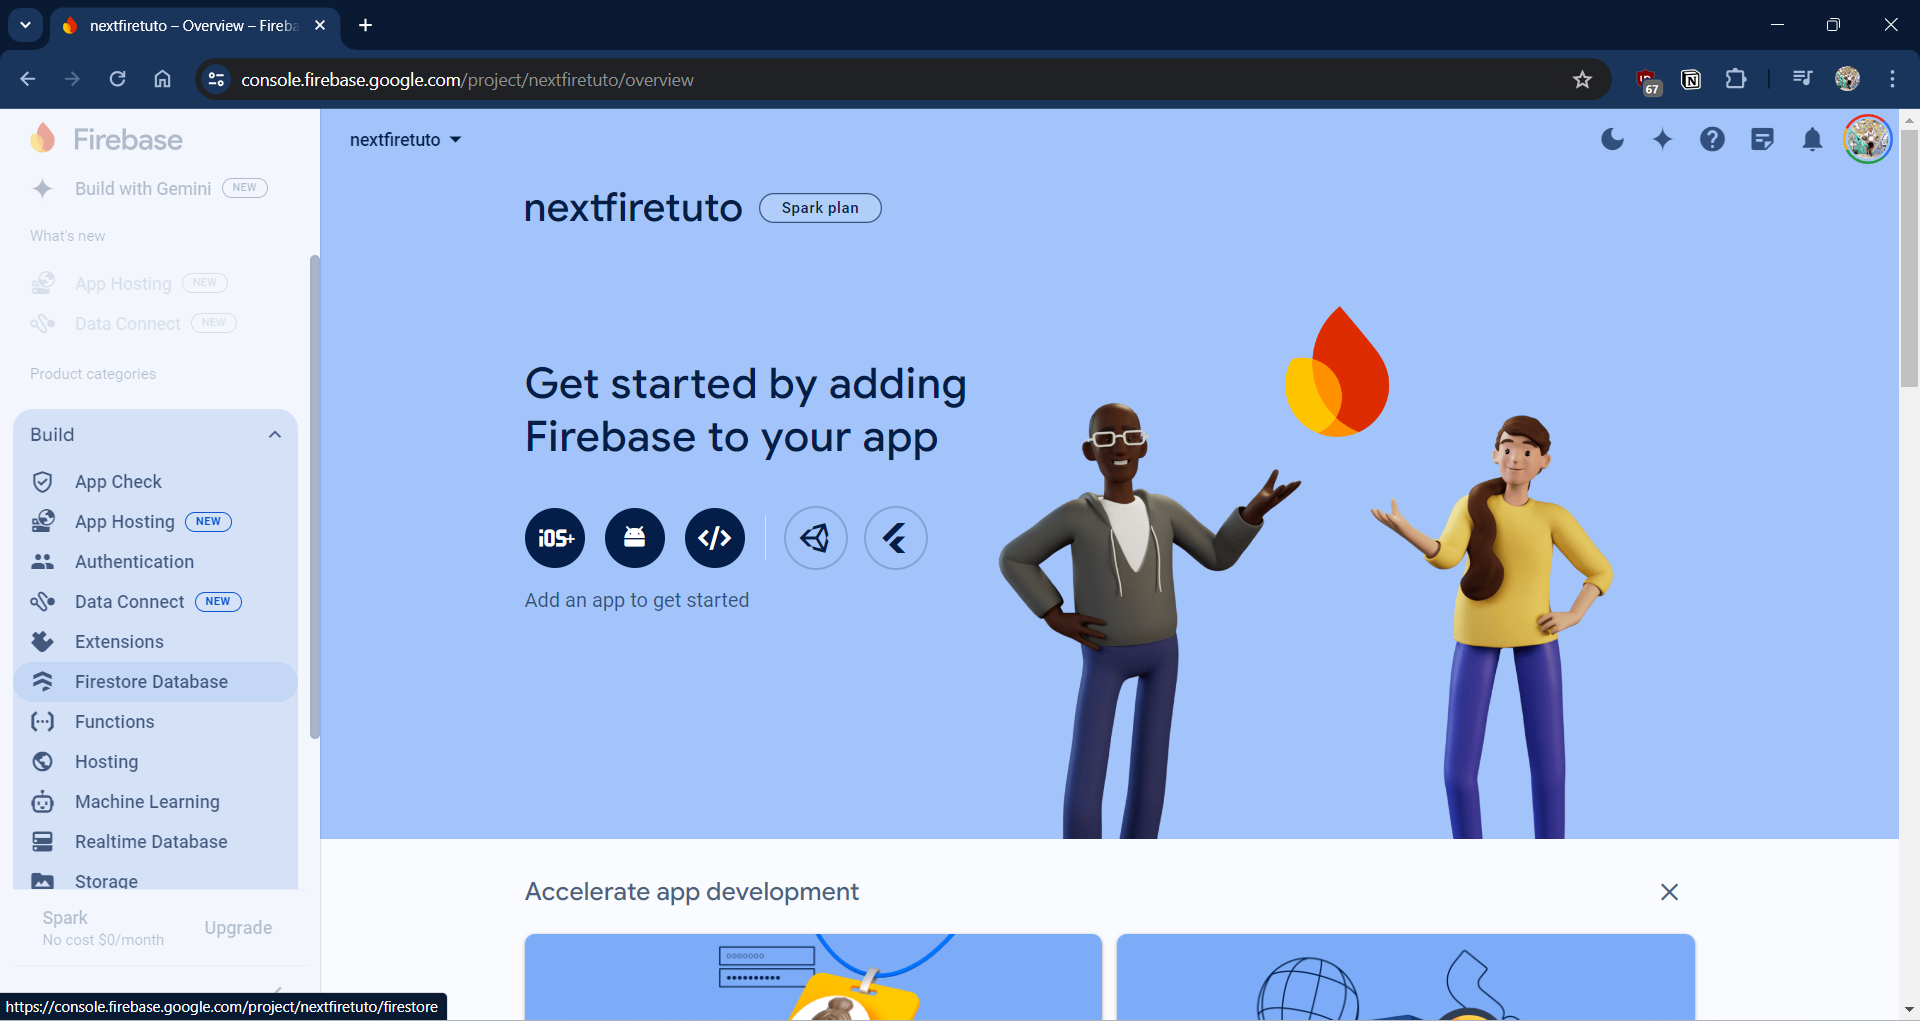 nextfiretuto – Overview – Fireba
console.firebase.google.com/project/nextfiretuto/overview
67
Firebase
Build with Gemini NEW
What's new
App Hosting NEW
Data Connect NEW
Product categories
Build
App Check
App Hosting NEW
Authentication
Data Connect NEW
Extensions
Firestore Database
Functions
Hosting
Machine Learning
Realtime Database
Storage
Spark
No cost $0/month
Upgrade
https://console.firebase.google.com/project/nextfiretuto/firestore
nextfiretuto
nextfiretuto Spark plan
Get started by adding
Firebase to your app
iOS+
Add an app to get started
Accelerate app development